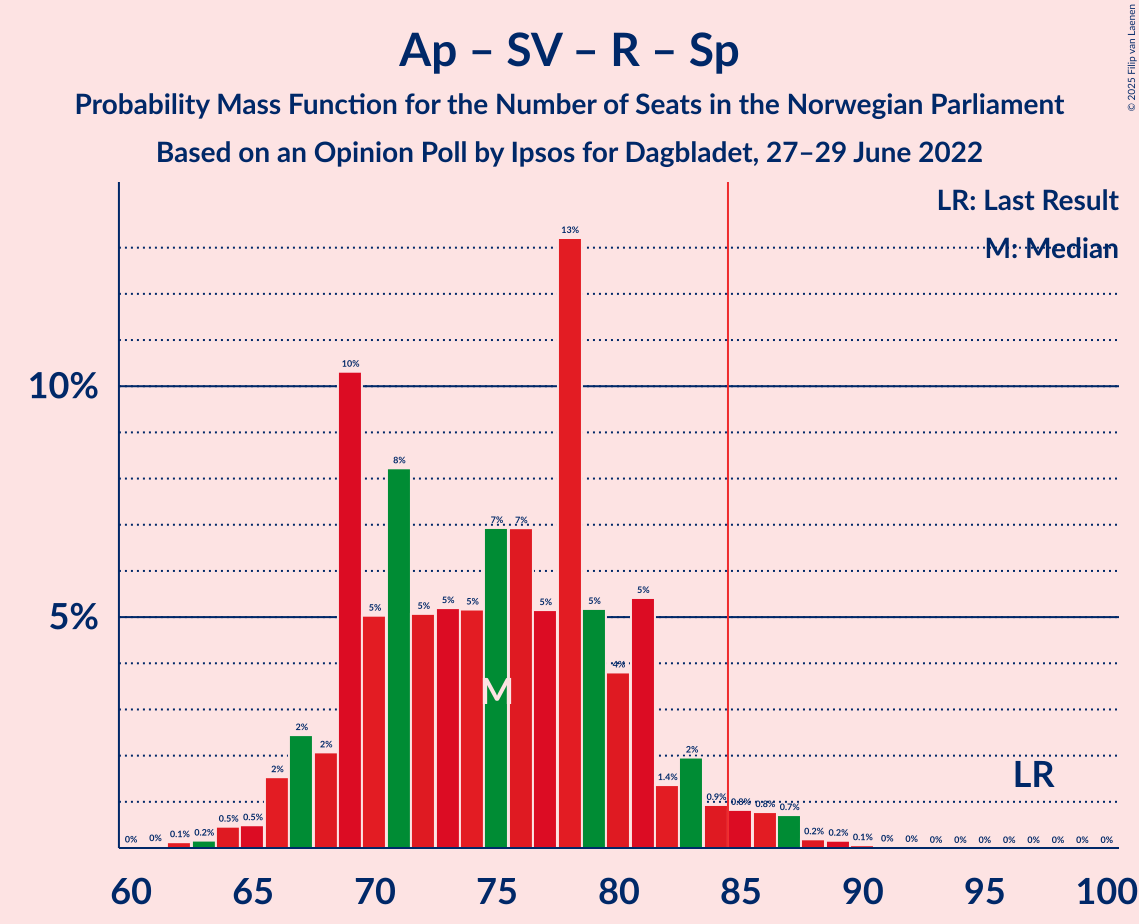 Ap – SV – R – Sp
Probability Mass Function for the Number of Seats in the Norwegian Parliament
Based on an Opinion Poll by Ipsos for Dagbladet, 27–29 June 2022
© 2025 Filip van Laenen
LR: Last Result
M: Median
10%
5%
0% 0% 0.1% 0.2% 0.5% 0.5% 2% 2% 2% 10% 5% 8% 5% 5% 5% 7% 7% 5% 13% 5% 4% 5% 1.4% 2% 0.9% 0.8% 0.8% 0.7% 0.2% 0.2% 0.1% 0% 0% 0% 0% 0% 0% 0% 0% 0% 0%
M
LR
60 65 70 75 80 85 90 95 100